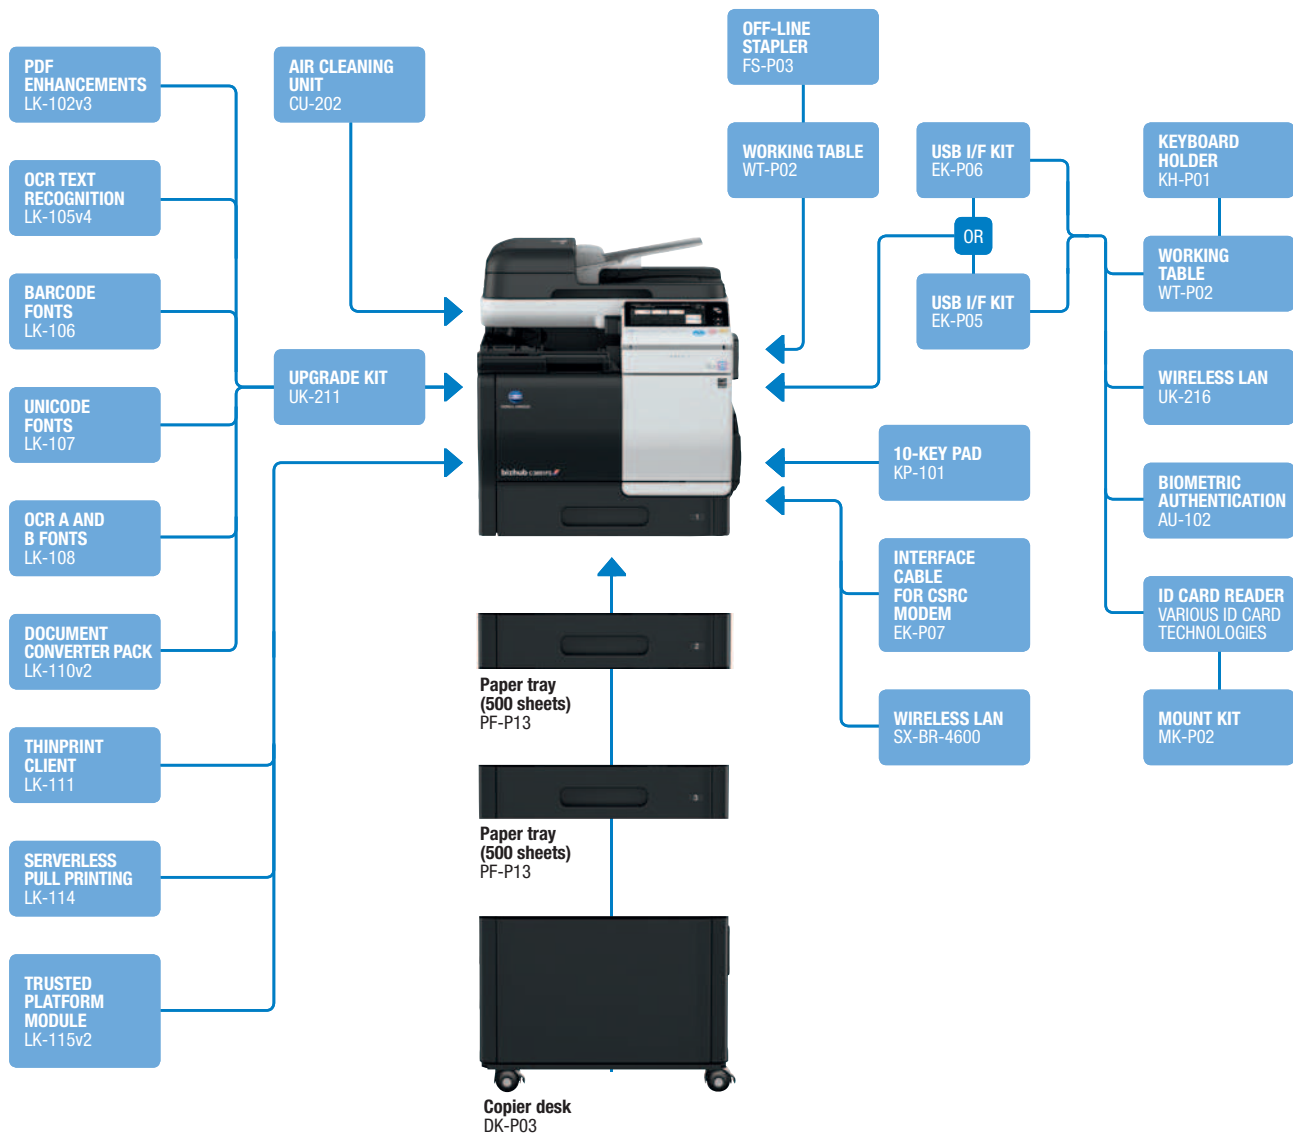 PDF
ENHANCEMENTS
LK-102v3
OCR TEXT
RECOGNITION
LK-105v4
BARCODE
FONTS
LK-106
UNICODE
FONTS
LK-107
OCR A AND
B FONTS
LK-108
DOCUMENT
CONVERTER PACK
LK-110v2
THINPRINT
CLIENT
LK-111
SERVERLESS
PULL PRINTING
LK-114
TRUSTED
PLATFORM
MODULE
LK-115v2
AIR CLEANING
UNIT
CU-202
UPGRADE KIT
UK-211
bizhub
1
2
Paper tray
(500 sheets)
PF-P13
3
Paper tray
(500 sheets)
PF-P13
Copier desk
DK-P03
OFF-LINE
STAPLER
FS-P03
WORKING TABLE
WT-P02
USB I/F KIT
EK-P06
OR
USB I/F KIT
EK-P05
10-KEY PAD
KP-101
INTERFACE
CABLE
FOR CSRC
MODEM
EK-P07
WIRELESS LAN
SX-BR-4600
KEYBOARD
HOLDER
KH-P01
WORKING
TABLE
WT-P02
WIRELESS LAN
UK-216
BIOMETRIC
AUTHENTICATION
AU-102
ID CARD READER
VARIOUS ID CARD
TECHNOLOGIES
MOUNT KIT
MK-P02